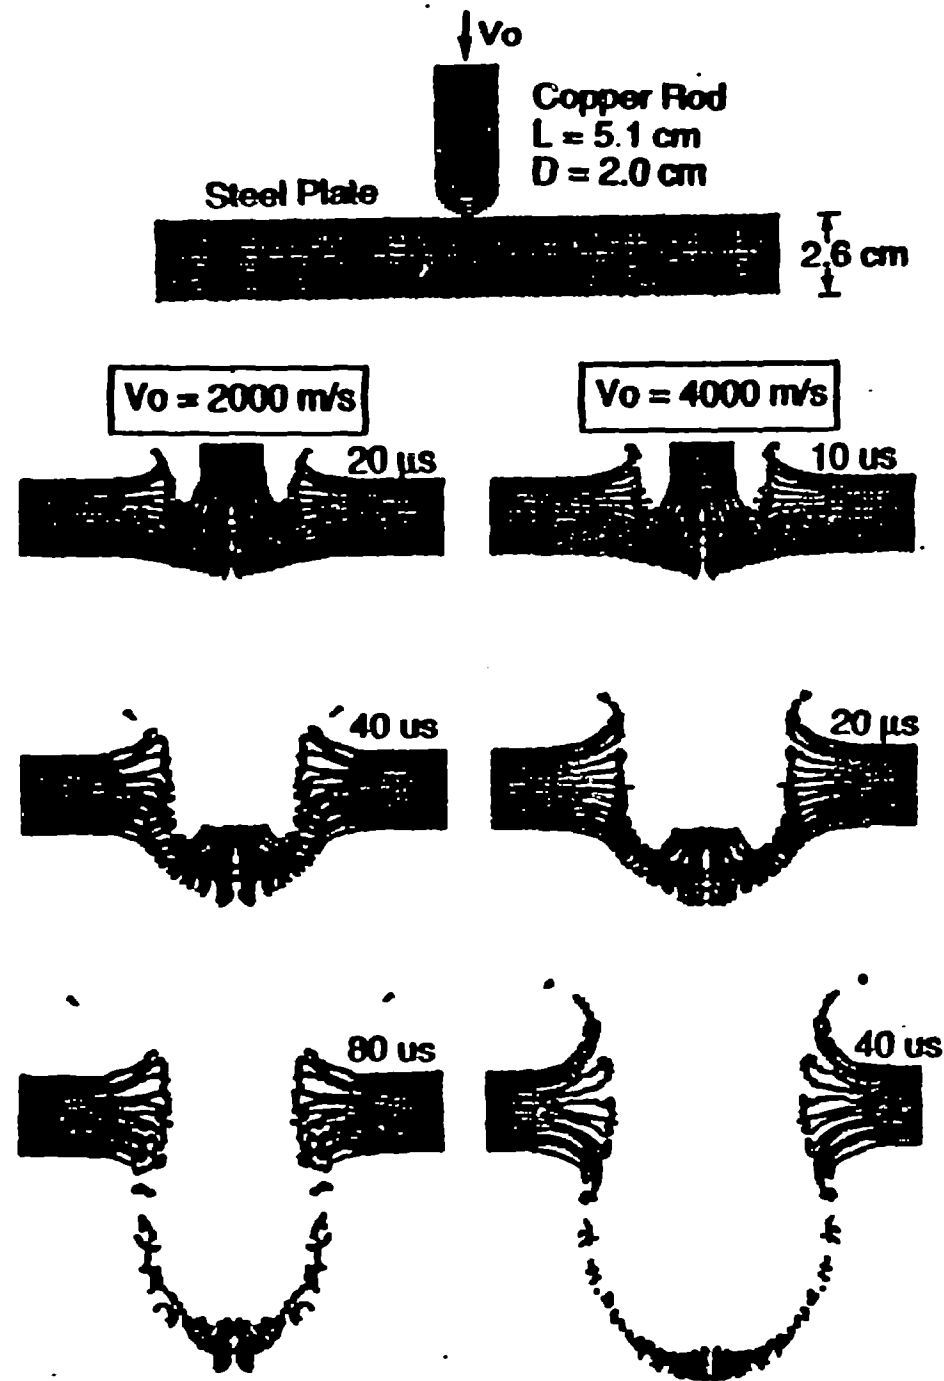 Vo
Copper Rod
L = 5.1 cm
D = 2.0 cm
Steel Plate
2.6 cm
Vo = 2000 m/s
Vo = 4000 m/s
20 µs
10 us
40 us
20 µs
80 us
40 us